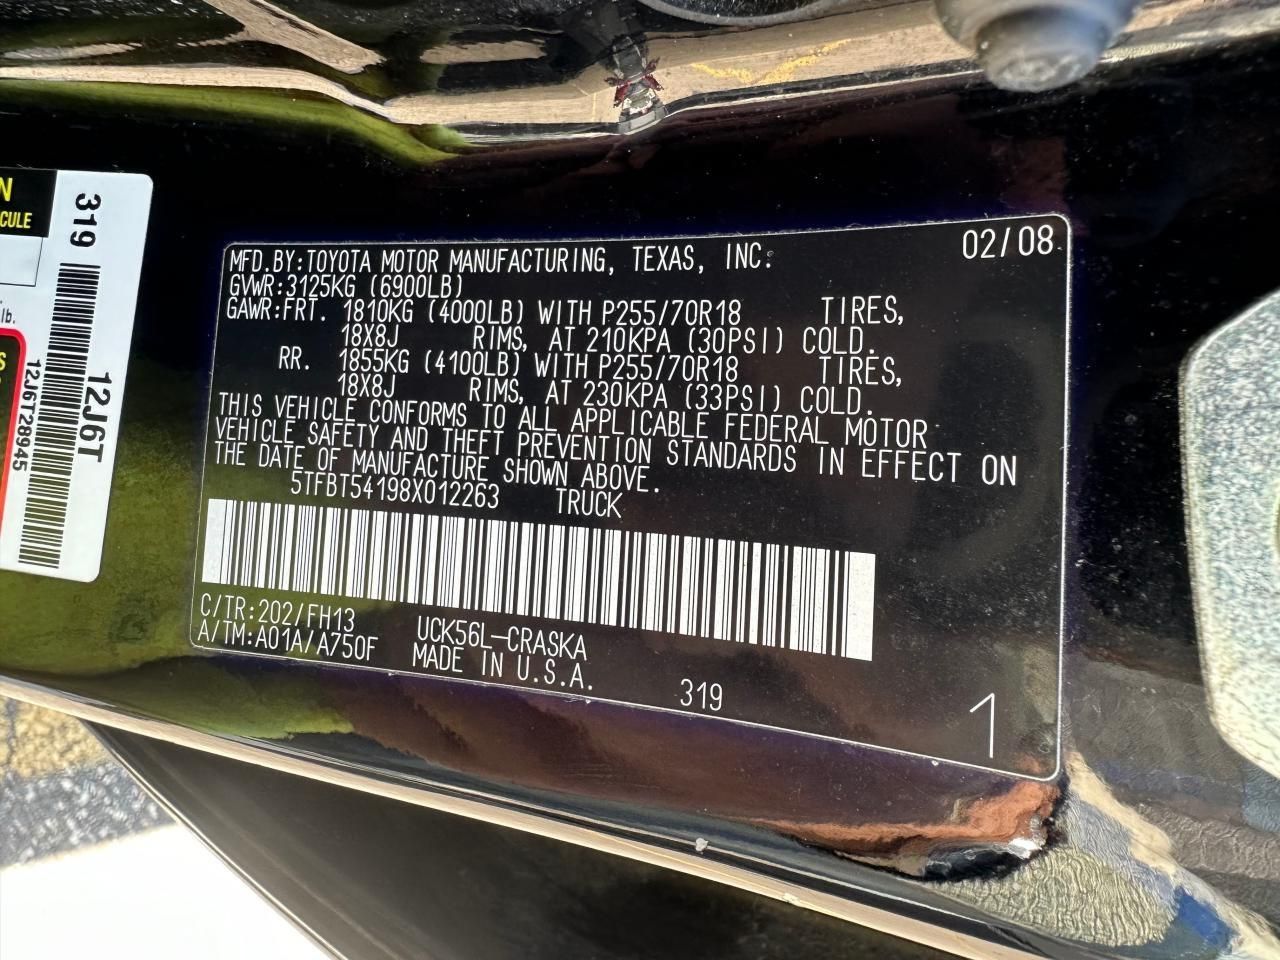 N
CULE
319
lb.
S
12J6T
12J6T28945
MFD.BY:TOYOTA MOTOR MANUFACTURING, TEXAS, INC. 02/08
GVWR:3125KG (6900LB)
GAWR:FRT. 1810KG (4000LB) WITH P255/70R18 TIRES,
18X8J RIMS, AT 210KPA (30PSI) COLD.
RR. 1855KG (4100LB) WITH P255/70R18 TIRES,
18X8J RIMS, AT 230KPA (33PSI) COLD.
THIS VEHICLE CONFORMS TO ALL APPLICABLE FEDERAL MOTOR
VEHICLE SAFETY AND THEFT PREVENTION STANDARDS IN EFFECT ON
THE DATE OF MANUFACTURE SHOWN ABOVE.
5TFBT54198X012263 TRUCK
C/TR:202/FH13 UCK56L-CRASKA
A/TM:A01A/A750F MADE IN U.S.A. 319 1